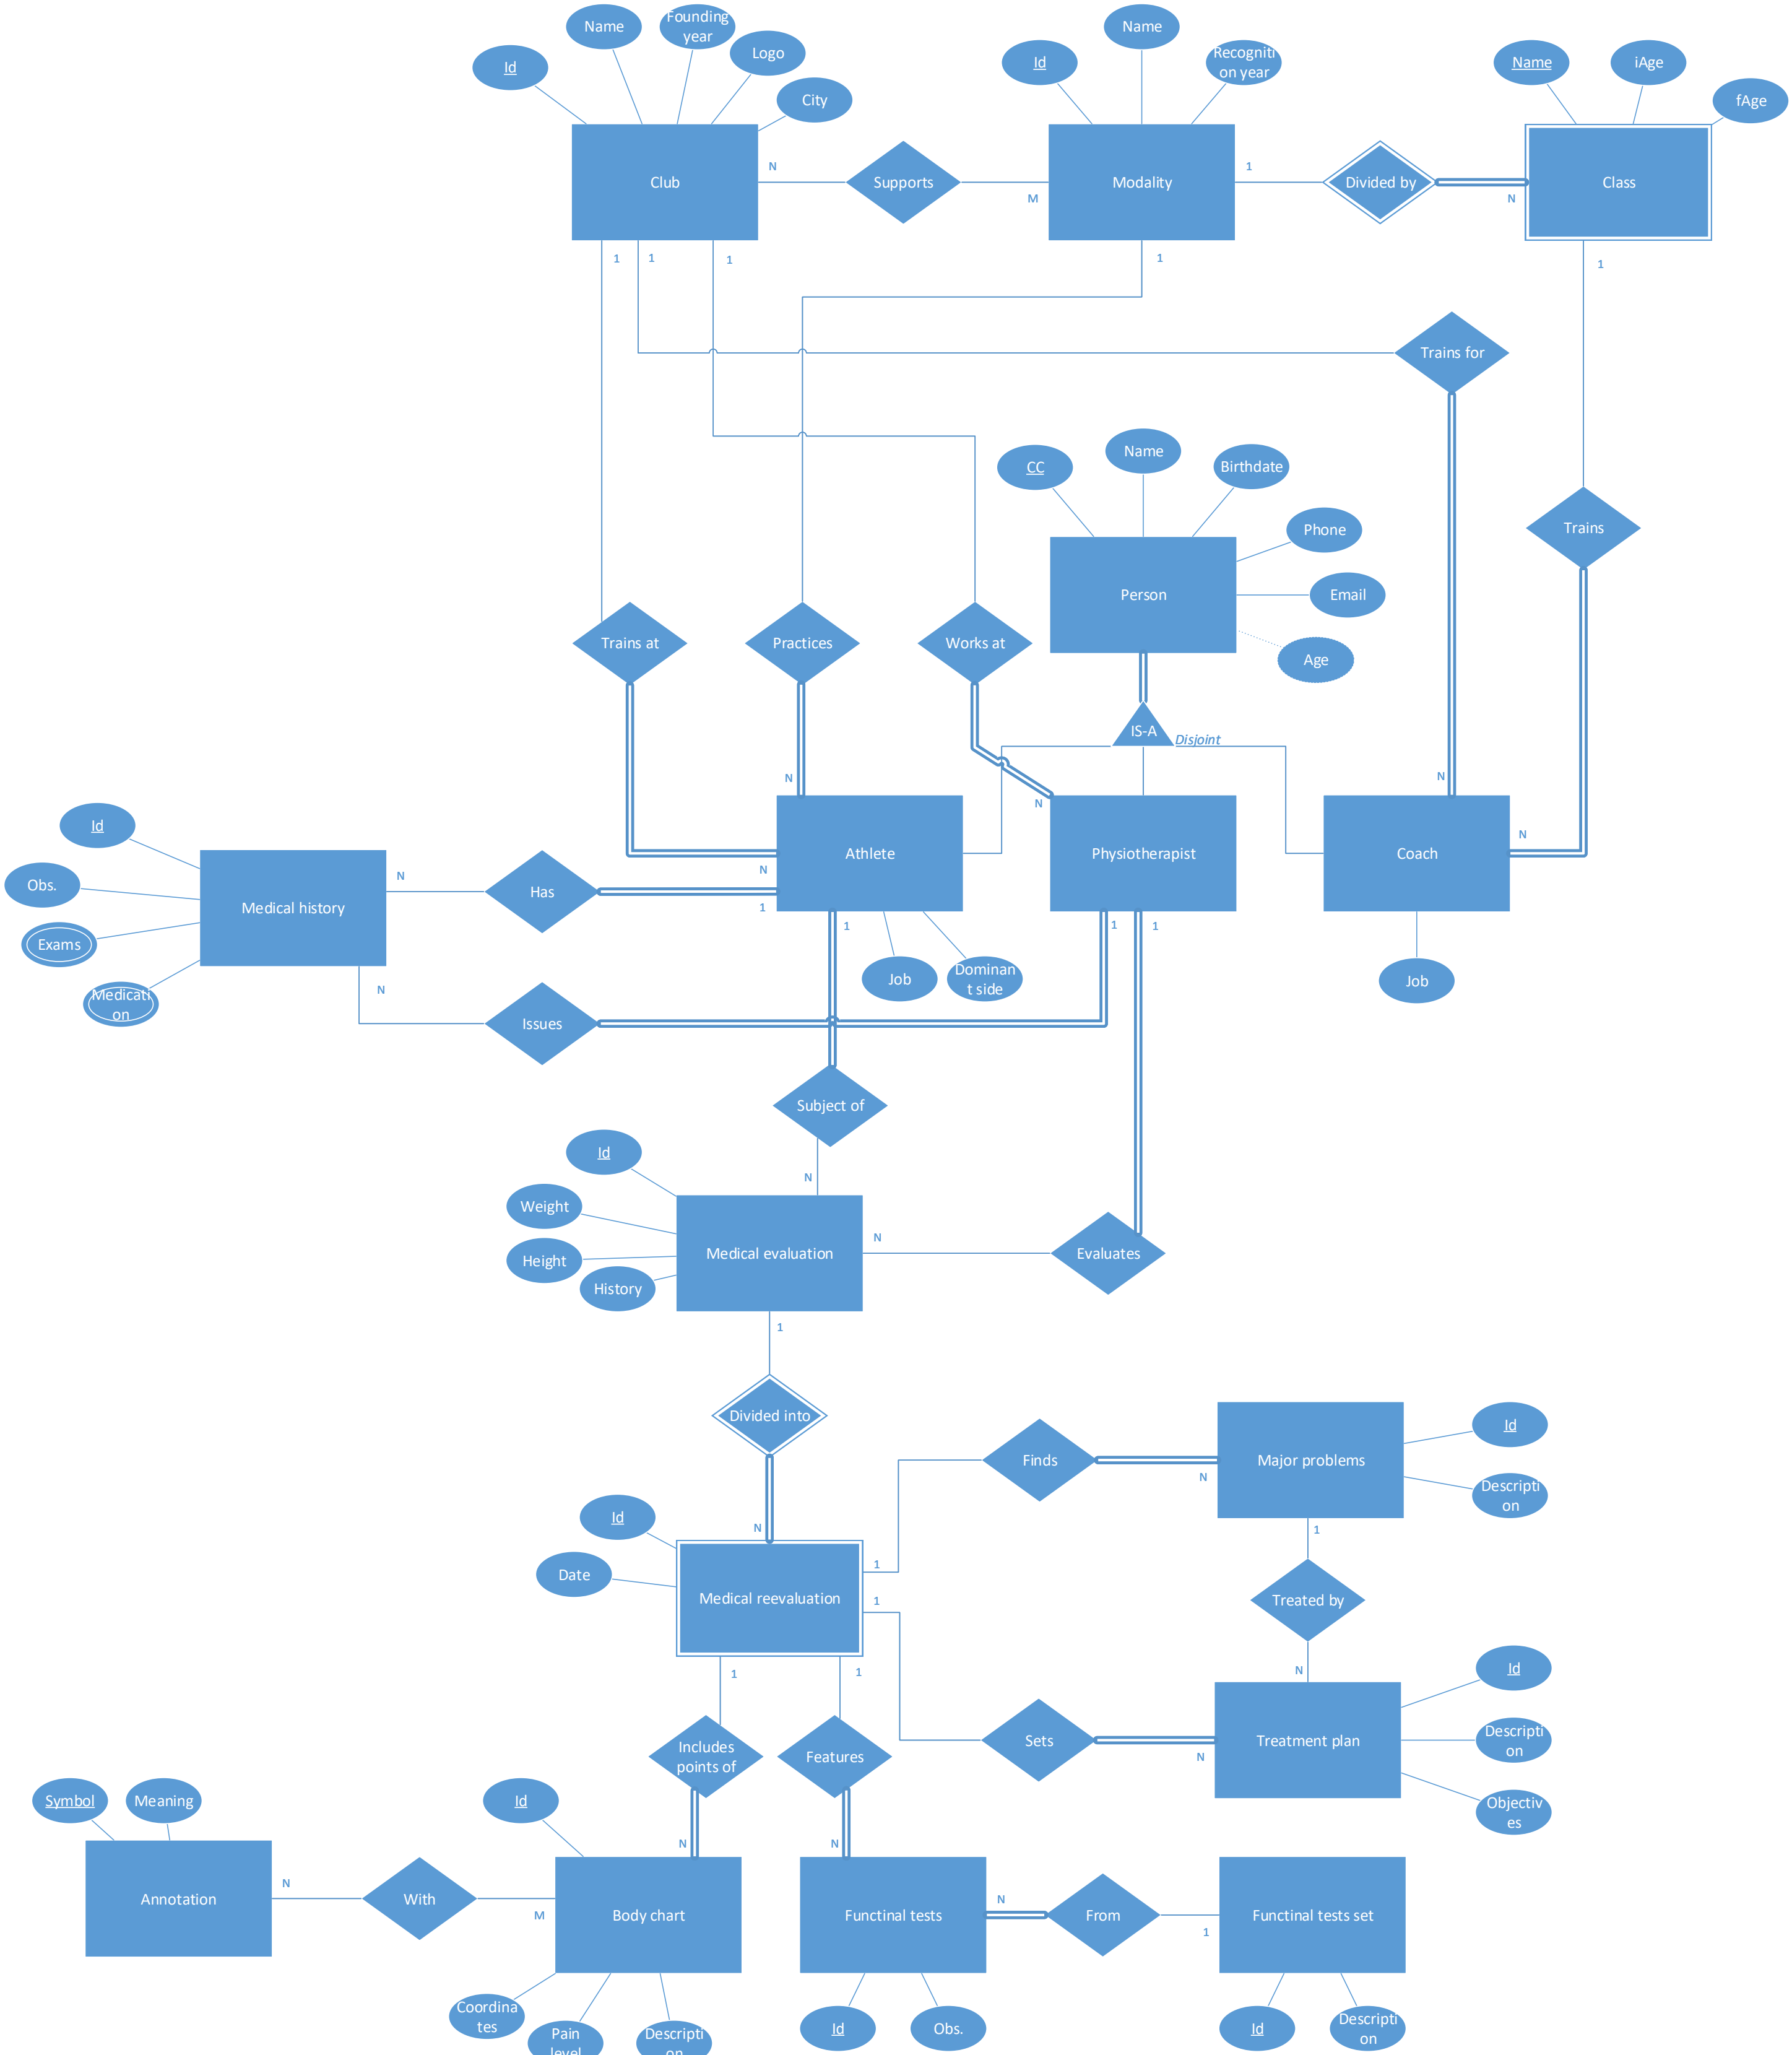 Name
Founding
year
Logo
Id
City
Name
Id
Recogniti
on year
Name
iAge
fAge
Club
N
Supports
M
Modality
1
Divided by
N
Class
1
1
1
1
1
Trains for
CC
Name
Birthdate
Phone
Email
Age
Person
Trains
Trains at
Practices
Works at
IS-A
Disjoint
N
N
N
N
N
Athlete
Physiotherapist
Coach
Id
Obs.
Exams
Medicati
on
Medical history
N
Has
1
1
1
1
Job
Dominan
t side
Job
N
Issues
Subject of
N
Id
Weight
Height
History
Medical evaluation
N
Evaluates
1
Divided into
N
Finds
N
Major problems
Id
Descripti
on
1
Id
Date
Medical reevaluation
1
1
1
1
Treated by
N
Includes
points of
Features
Sets
N
Treatment plan
Id
Descripti
on
Objectiv
es
Symbol
Meaning
Id
N
N
Annotation
N
With
M
Body chart
Functinal tests
N
From
1
Functinal tests set
Coordina
tes
Pain
level
Descripti
on
Id
Obs.
Id
Descripti
on